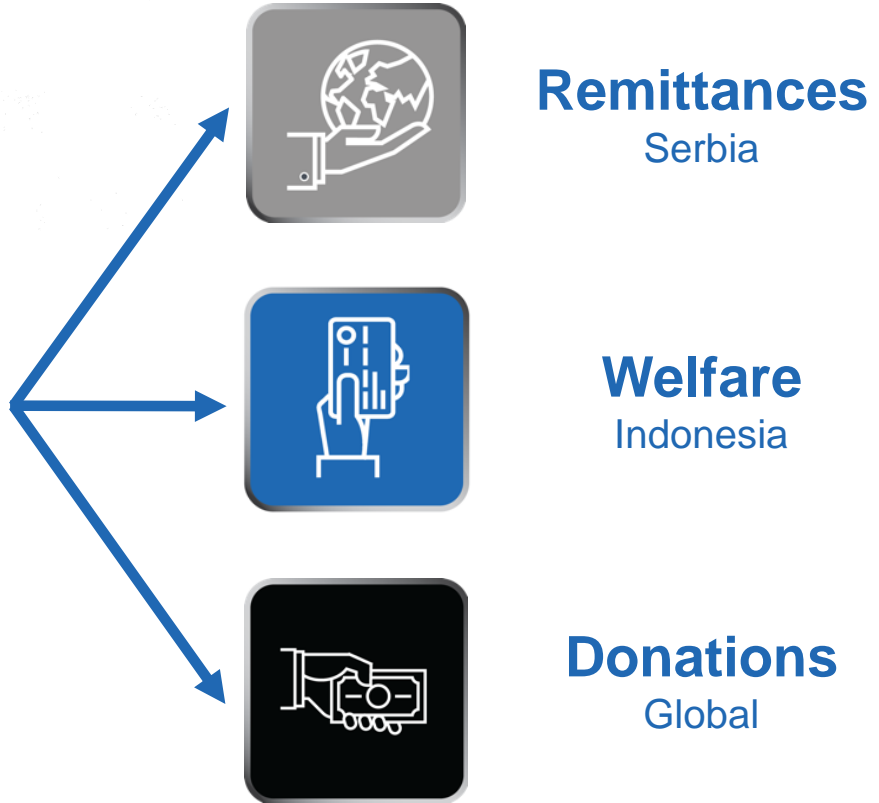 Remittances
Serbia
Welfare
Indonesia
Donations
Global